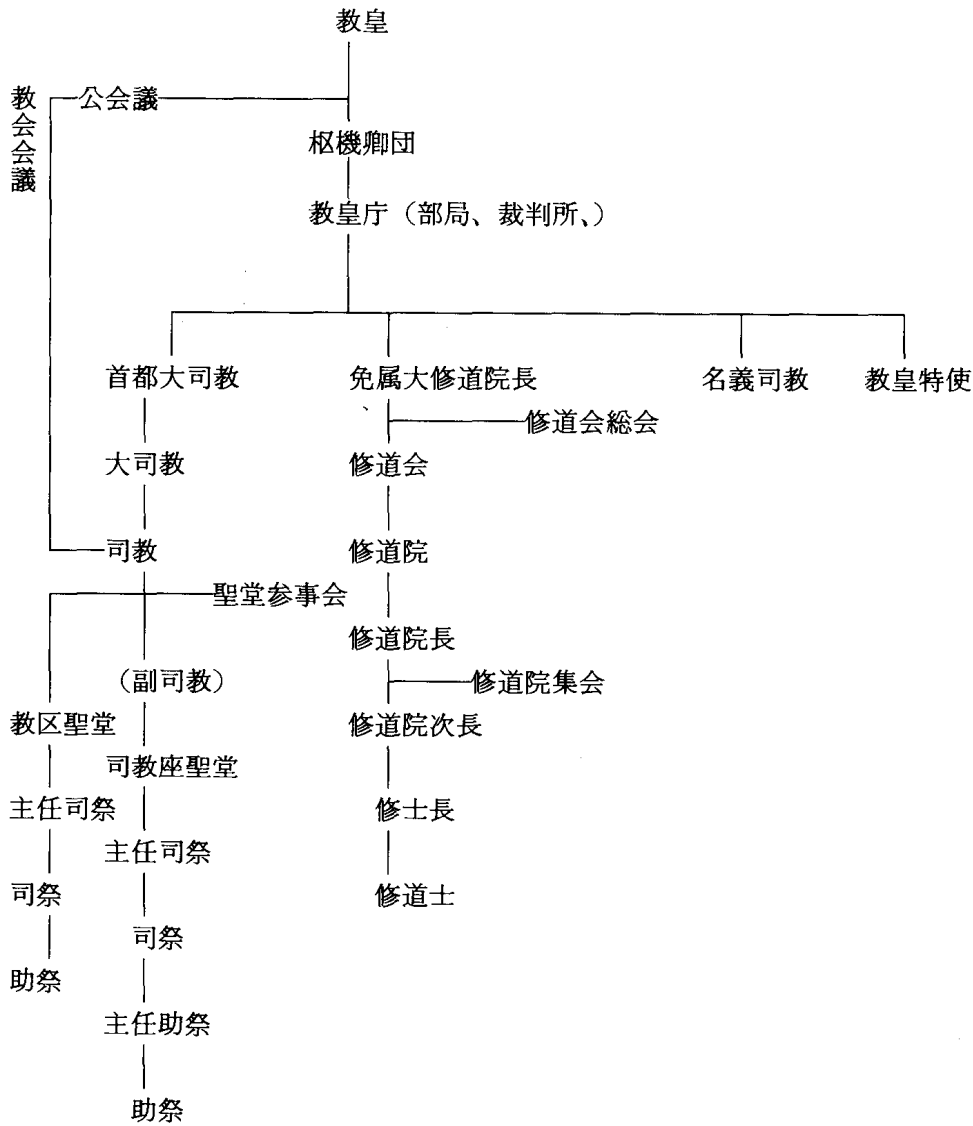 教皇
教会会議
公会議
枢機卿団
教皇庁（部局、裁判所、）
首都大司教 免属大修道院長 名義司教 教皇特使
修道会総会
大司教 修道会
司教 修道院
聖堂参事会
修道院長
（副司教） 修道院集会
教区聖堂 修道院次長
司教座聖堂
主任司祭 修士長
主任司祭
司祭 修道士
司祭
助祭
主任助祭
助祭